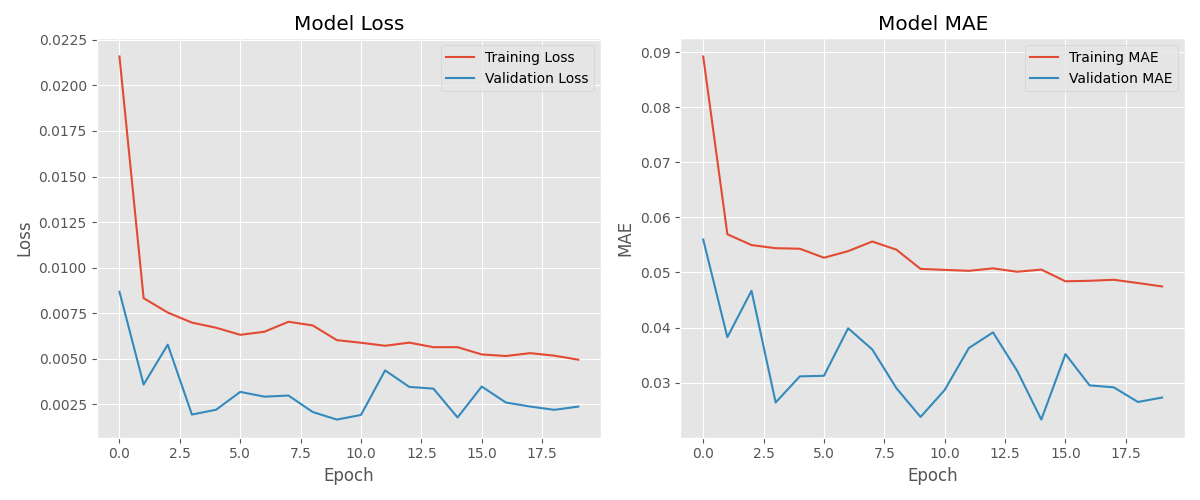 Model Loss
Training Loss
Validation Loss
0.0225
0.0200
0.0175
0.0150
0.0125
0.0100
0.0075
0.0050
0.0025
Loss
0.0 2.5 5.0 7.5 10.0 12.5 15.0 17.5
Epoch
Model MAE
Training MAE
Validation MAE
0.09
0.08
0.07
0.06
0.05
0.04
0.03
MAE
0.0 2.5 5.0 7.5 10.0 12.5 15.0 17.5
Epoch